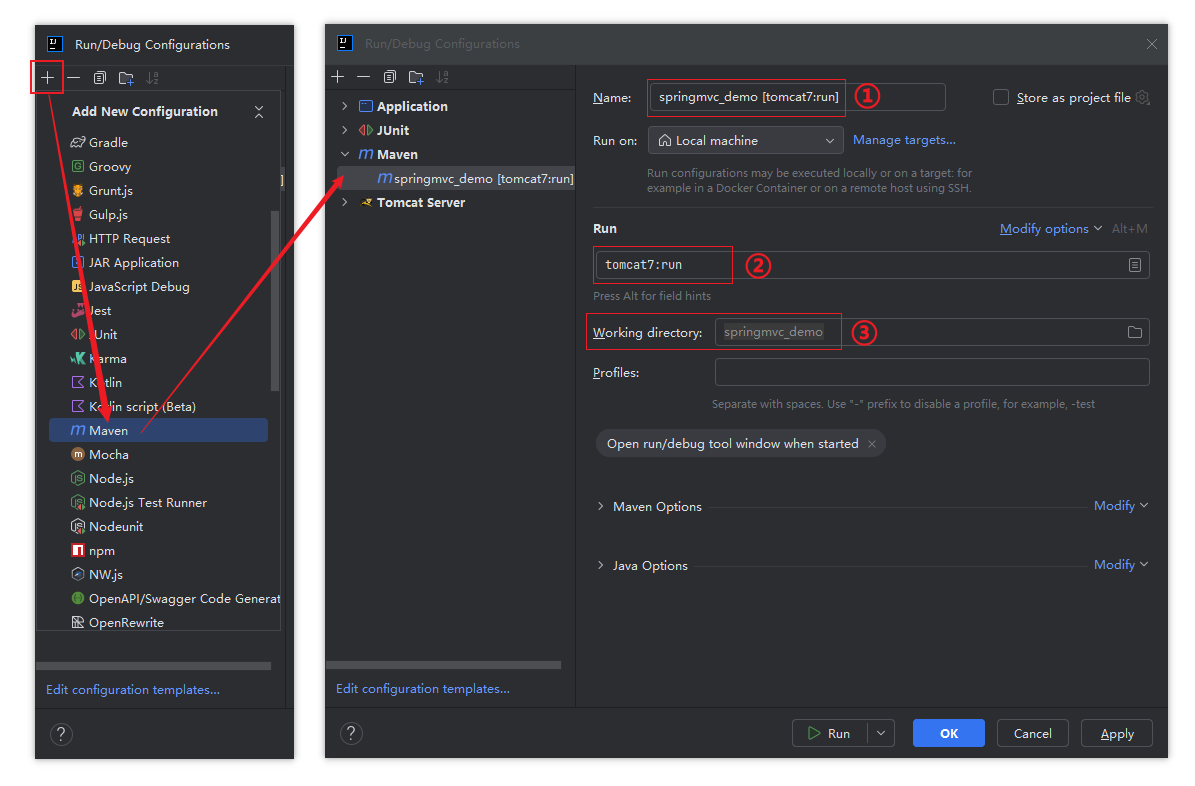 Run/Debug Configurations
Add New Configuration
Gradle
Groovy
Grunt.js
Gulp.js
HTTP Request
JAR Application
JavaScript Debug
Jest
JUnit
Karma
Kotlin
Kotlin script (Beta)
Maven
Mocha
Node.js
Node.js Test Runner
Nodeunit
npm
NW.js
OpenAPI/Swagger Code Generat
OpenRewrite
Edit configuration templates...
?
Run/Debug Configurations
Application
JUnit
Maven
springmvc_demo [tomcat7:run]
Tomcat Server
Edit configuration templates...
?
Name: springmvc_demo [tomcat7:run] ① Store as project file
Run on: Local machine Manage targets...
Run configurations may be executed locally or on a target: for
example in a Docker Container or on a remote host using SSH.
Run Modify options Alt+M
tomcat7:run ②
Press Alt for field hints
Working directory: springmvc_demo ③
Profiles:
Separate with spaces. Use "-" prefix to disable a profile, for example, -test
Open run/debug tool window when started ×
Maven Options Modify
Java Options Modify
Run OK Cancel Apply